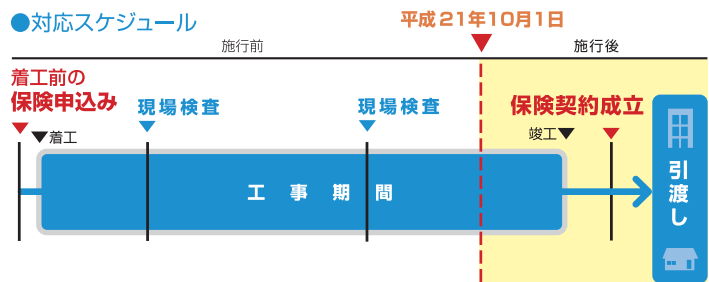 ●対応スケジュール
平成21年10月1日
施行前
施行後
着工前の
保険申込み
現場検査
現場検査
保険契約成立
着工
竣工
工事期間
引渡し